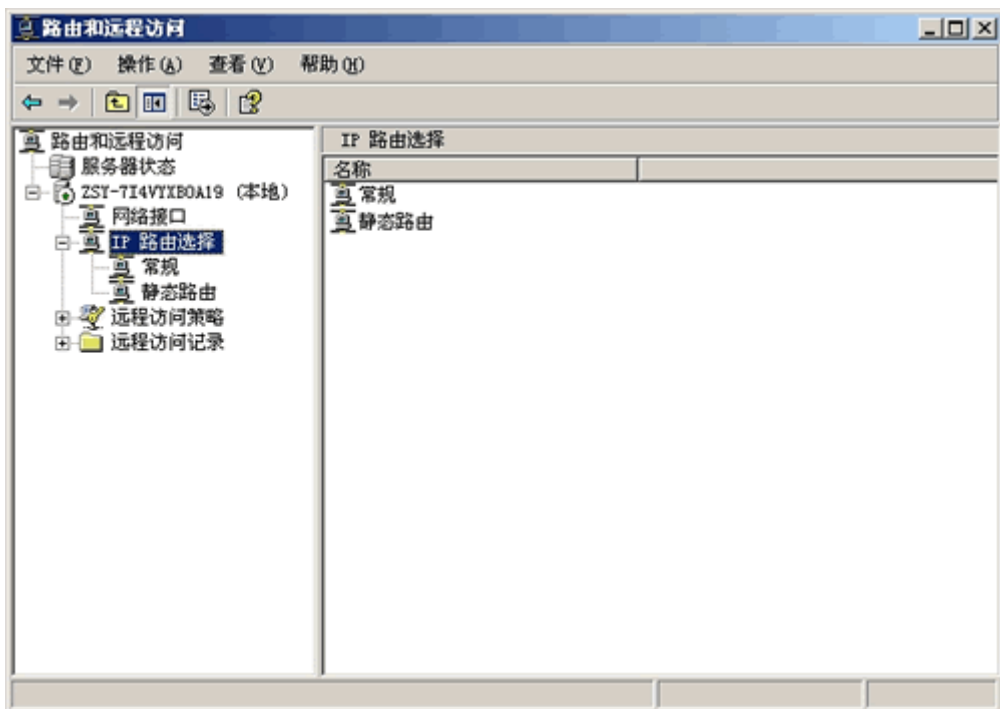 路由和远程访问
文件(F) 操作(A) 查看(V) 帮助(H)
路由和远程访问
服务器状态
ZSY-7I4VYXBOA19 (本地)
网络接口
IP 路由选择
常规
静态路由
远程访问策略
远程访问记录
IP 路由选择
名称
常规
静态路由